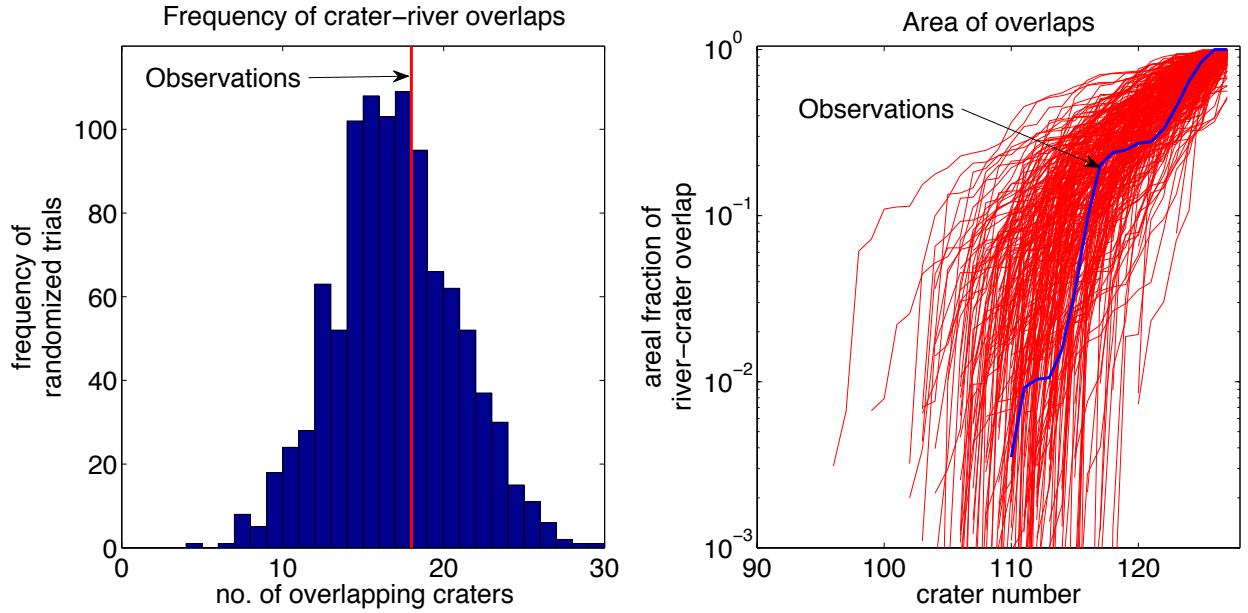 Frequency of crater−river overlaps
Observations
frequency of
randomized trials
0
20
40
60
80
100
0
10
20
30
no. of overlapping craters
Area of overlaps
Observations
areal fraction of
river−crater overlap
10⁰
10⁻¹
10⁻²
10⁻³
90
100
110
120
crater number